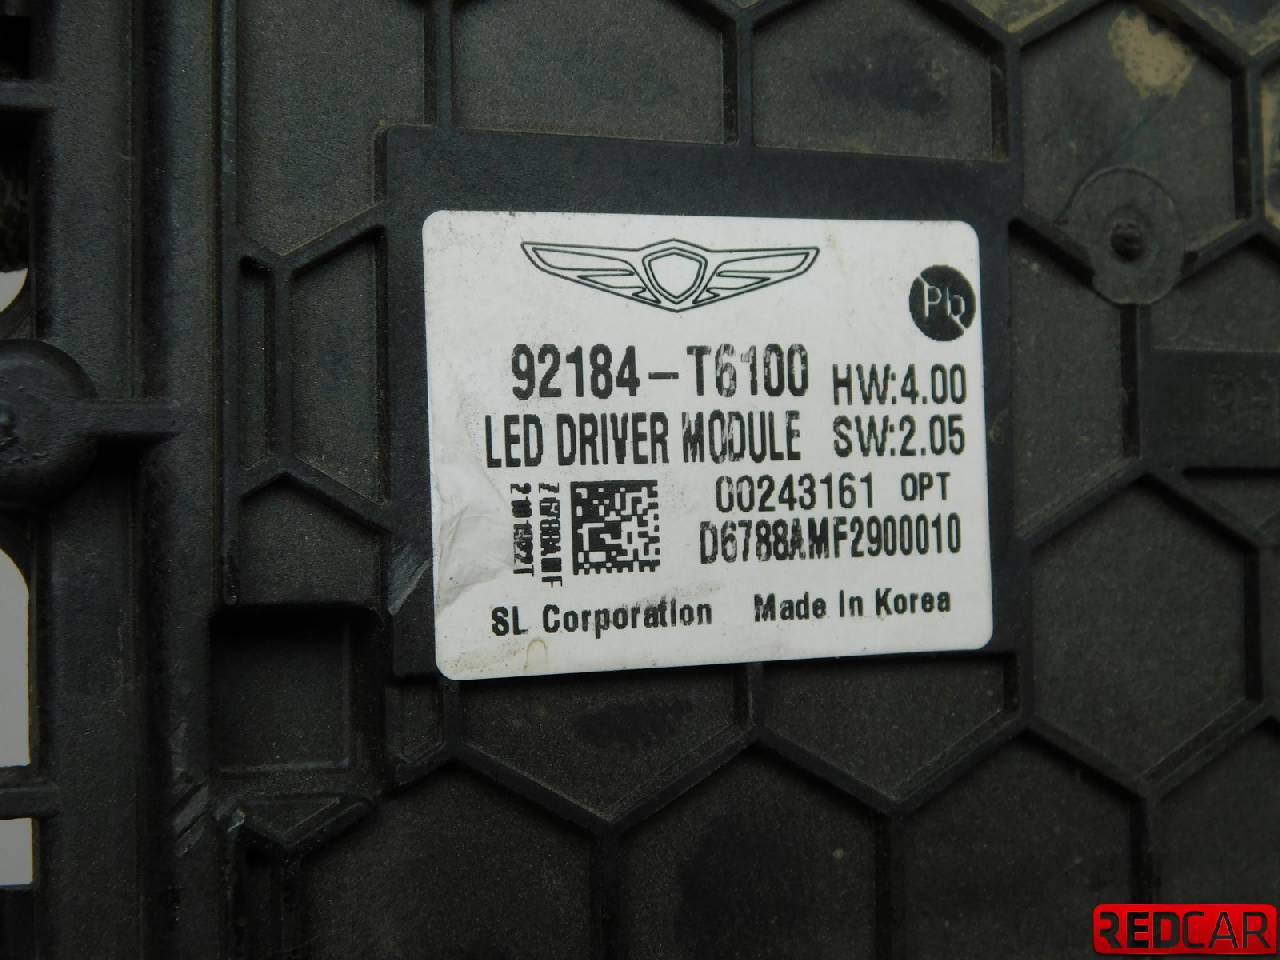 Pb
92184-T6100
HW:4.00
LED DRIVER MODULE
SW:2.05
00243161 OPT
D6788AMF2900010
SL Corporation Made In Korea
REDCAR